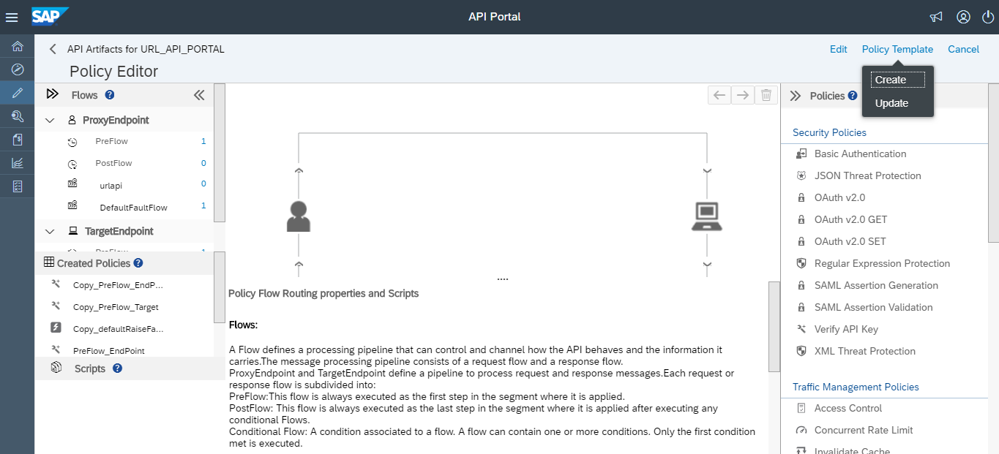 SAP
API Portal
API Artifacts for URL_API_PORTAL
Edit
Policy Template
Cancel
Policy Editor
Create
Update
Flows
ProxyEndpoint
PreFlow 1
PostFlow 0
urlapi 0
DefaultFaultFlow 1
TargetEndpoint
PreFlow 1
Created Policies
Copy_PreFlow_EndP...
Copy_PreFlow_Target
Copy_defaultRaiseFa...
PreFlow_EndPoint
Scripts
....
Policy Flow Routing properties and Scripts
Flows:
A Flow defines a processing pipeline that can control and channel how the API behaves and the information it
carries.The message processing pipeline consists of a request flow and a response flow.
ProxyEndpoint and TargetEndpoint define a pipeline to process request and response messages.Each request or
response flow is subdivided into:
PreFlow:This flow is always executed as the first step in the segment where it is applied.
PostFlow: This flow is always executed as the last step in the segment where it is applied after executing any
conditional Flows.
Conditional Flow: A condition associated to a flow. A flow can contain one or more conditions. Only the first condition
met is executed.
Policies
Security Policies
Basic Authentication
JSON Threat Protection
OAuth v2.0
OAuth v2.0 GET
OAuth v2.0 SET
Regular Expression Protection
SAML Assertion Generation
SAML Assertion Validation
Verify API Key
XML Threat Protection
Traffic Management Policies
Access Control
Concurrent Rate Limit
Invalidate Cache